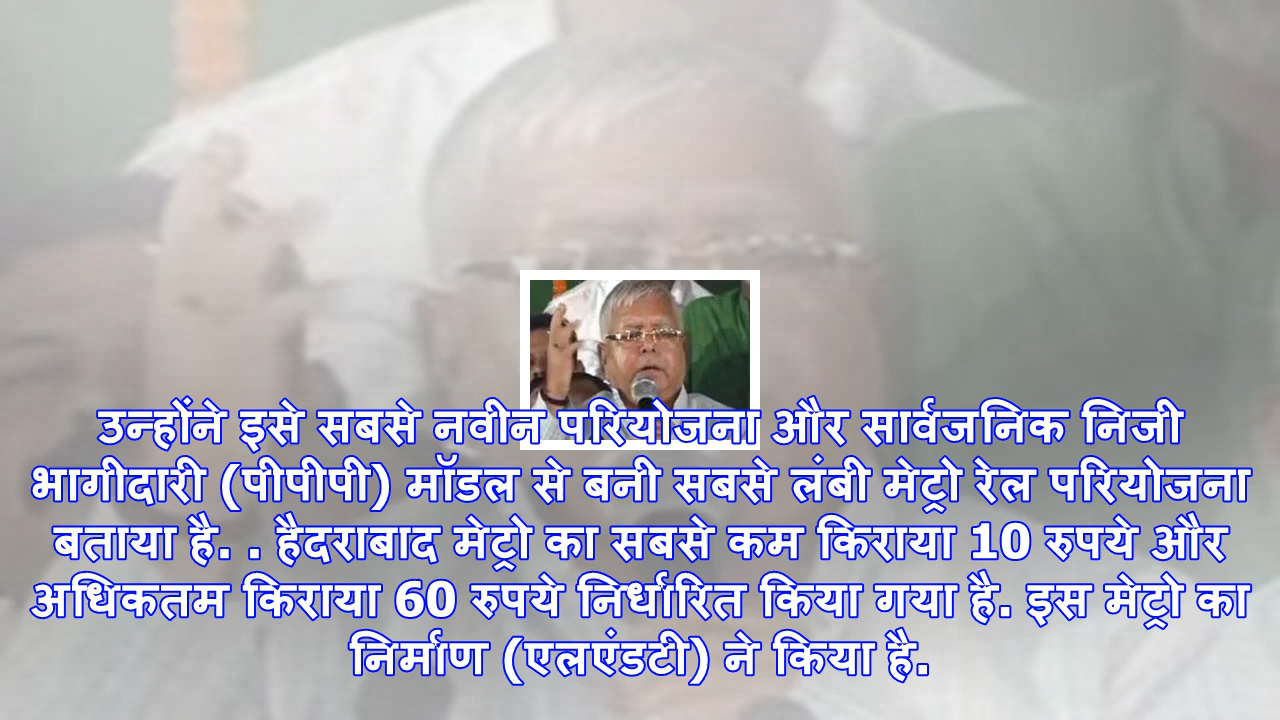 उन्होंने इसे सबसे नवीन परियोजना और सार्वजनिक निजी
भागीदारी (पीपीपी) मॉडल से बनी सबसे लंबी मेट्रो रेल परियोजना
बताया है. . हैदराबाद मेट्रो का सबसे कम किराया 10 रुपये और
अधिकतम किराया 60 रुपये निर्धारित किया गया है. इस मेट्रो का
निर्माण (एलएंडटी) ने किया है.